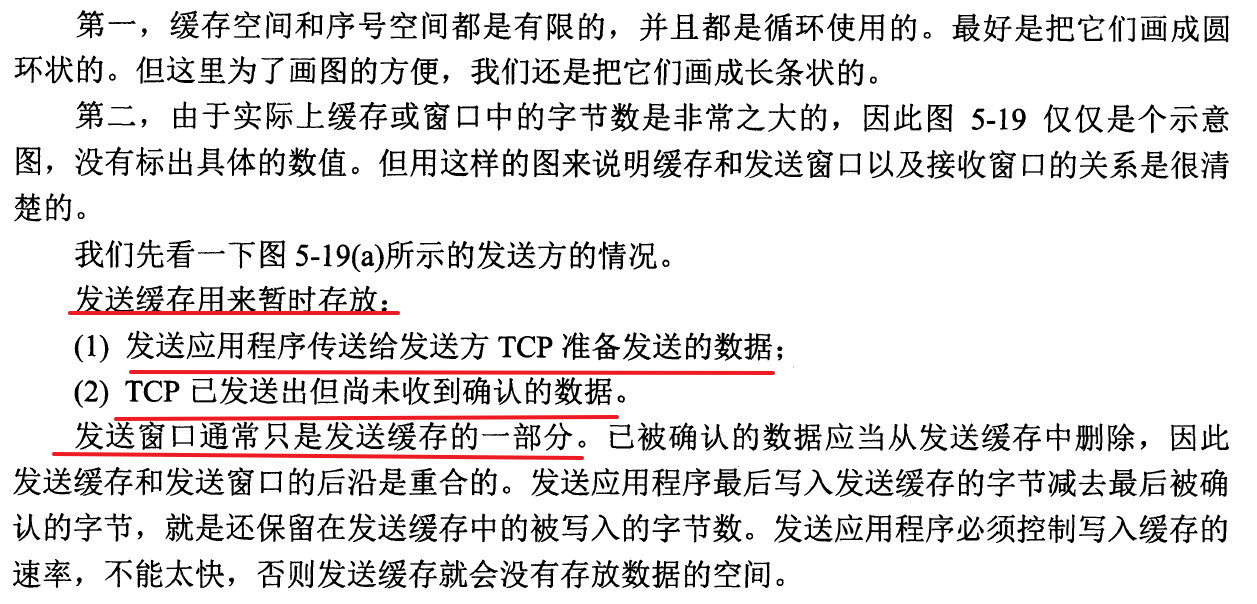 第一，缓存空间和序号空间都是有限的，并且都是循环使用的。最好是把它们画成圆
环状的。但这里为了画图的方便，我们还是把它们画成长条状的。
第二，由于实际上缓存或窗口中的字节数是非常之大的，因此图 5-19 仅仅是个示意
图，没有标出具体的数值。但用这样的图来说明缓存和发送窗口以及接收窗口的关系是很清
楚的。
我们先看一下图 5-19(a)所示的发送方的情况。
发送缓存用来暂时存放：
(1) 发送应用程序传送给发送方 TCP 准备发送的数据；
(2) TCP 已发送出但尚未收到确认的数据。
发送窗口通常只是发送缓存的一部分。已被确认的数据应当从发送缓存中删除，因此
发送缓存和发送窗口的后沿是重合的。发送应用程序最后写入发送缓存的字节减去最后被确
认的字节，就是还保留在发送缓存中的被写入的字节数。发送应用程序必须控制写入缓存的
速率，不能太快，否则发送缓存就会没有存放数据的空间。